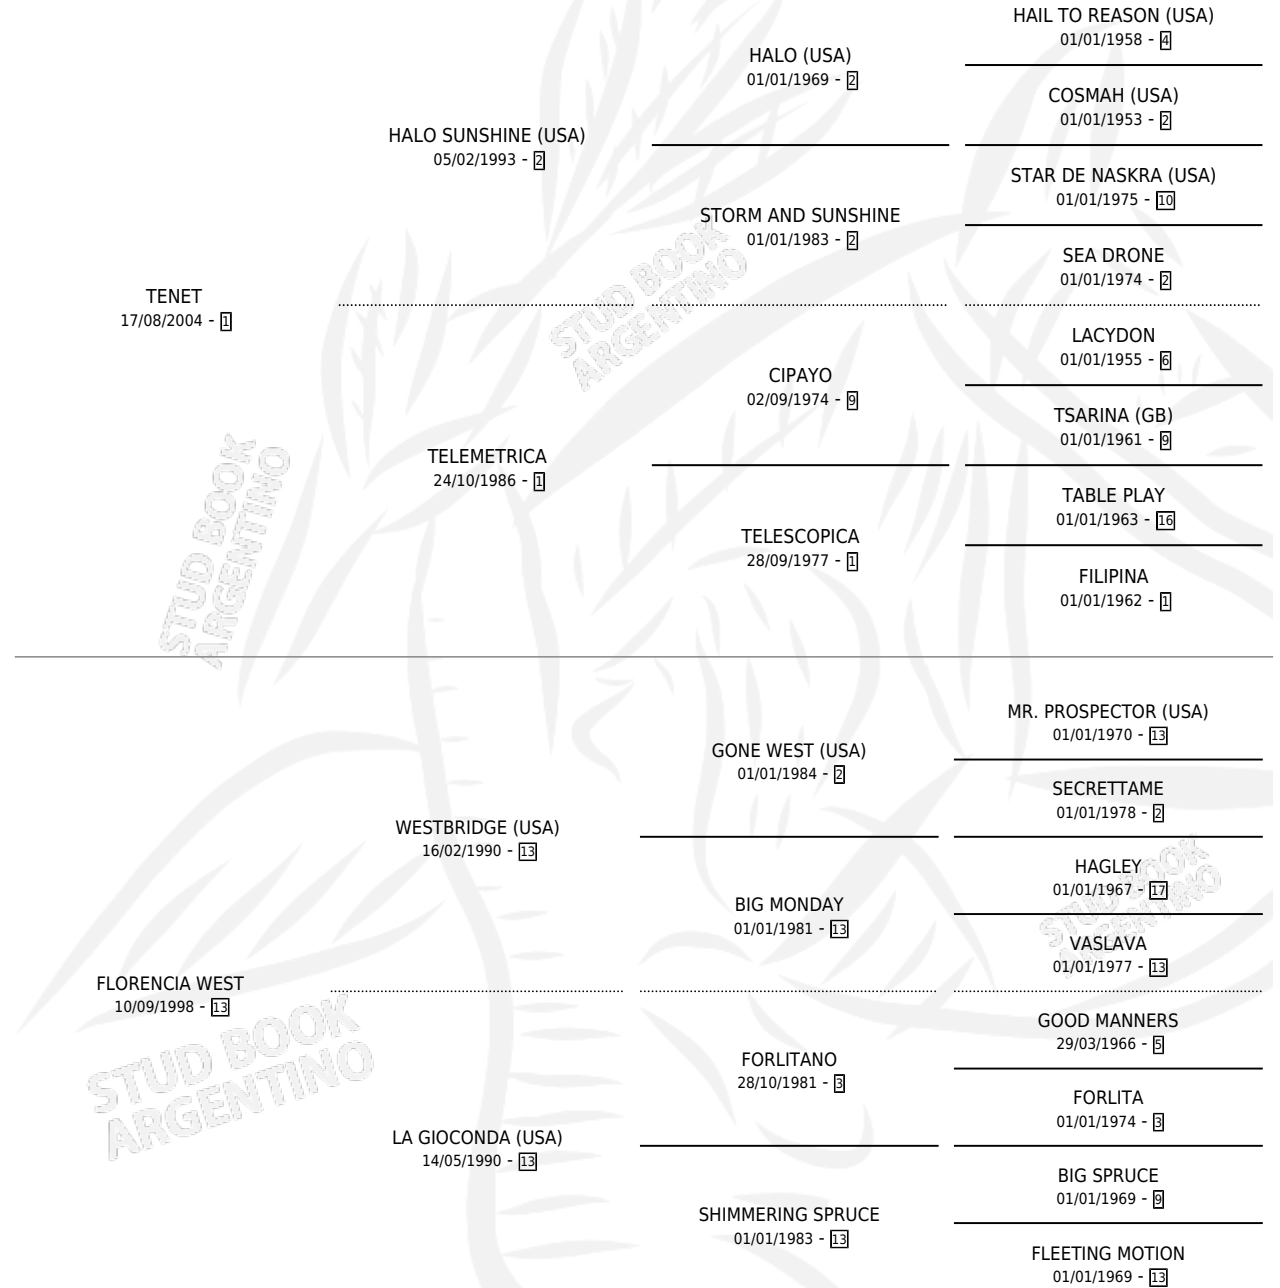 HAIL TO REASON (USA)
01/01/1958 - 4
HALO (USA)
01/01/1969 - 2
COSMAH (USA)
01/01/1953 - 2
HALO SUNSHINE (USA)
05/02/1993 - 2
STAR DE NASKRA (USA)
01/01/1975 - 10
STORM AND SUNSHINE
01/01/1983 - 2
SEA DRONE
01/01/1974 - 2
TENET
17/08/2004 - 1
LACYDON
01/01/1955 - 6
CIPAYO
02/09/1974 - 9
TSARINA (GB)
01/01/1961 - 9
TELEMETRICA
24/10/1986 - 1
TABLE PLAY
01/01/1963 - 16
TELESCOPICA
28/09/1977 - 1
FILIPINA
01/01/1962 - 1
MR. PROSPECTOR (USA)
01/01/1970 - 13
GONE WEST (USA)
01/01/1984 - 2
SECRETTAME
01/01/1978 - 2
WESTBRIDGE (USA)
16/02/1990 - 13
HAGLEY
01/01/1967 - 17
BIG MONDAY
01/01/1981 - 13
VASLAVA
01/01/1977 - 13
FLORENCIA WEST
10/09/1998 - 13
GOOD MANNERS
29/03/1966 - 5
FORLITANO
28/10/1981 - 3
FORLITA
01/01/1974 - 3
LA GIOCONDA (USA)
14/05/1990 - 13
BIG SPRUCE
01/01/1969 - 9
SHIMMERING SPRUCE
01/01/1983 - 13
FLEETING MOTION
01/01/1969 - 13
STUD BOOK
ARGENTINO
STUD BOOK
ARGENTINO
STUD BOOK
ARGENTINO
STUD BOOK
ARGENTINO